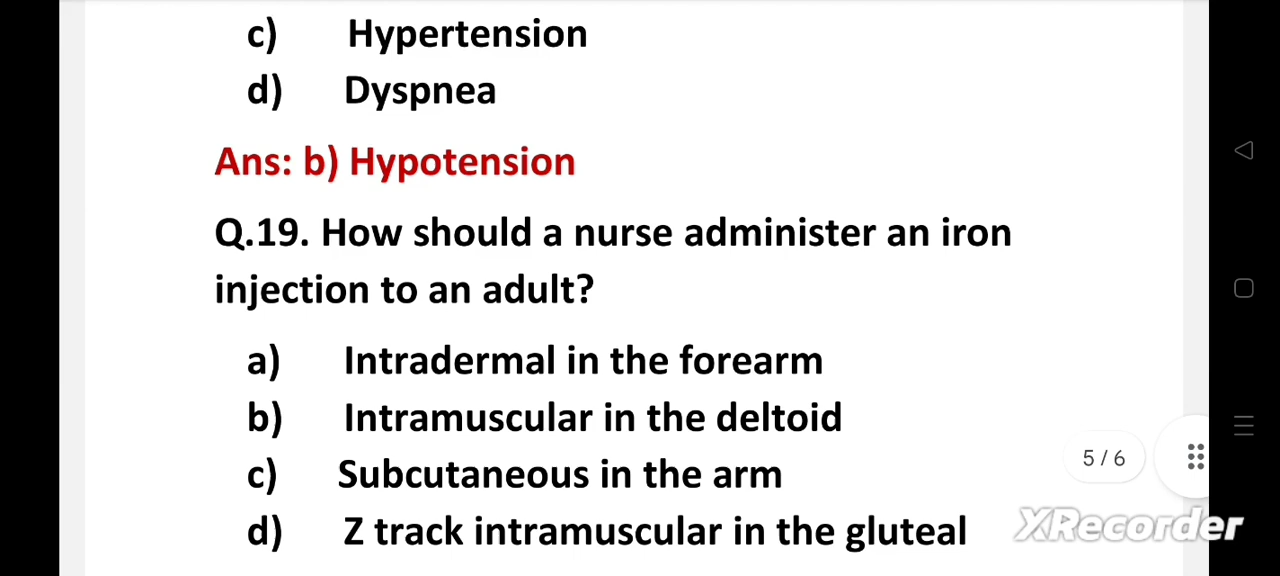 c) Hypertension
d) Dyspnea
Ans: b) Hypotension
Q.19. How should a nurse administer an iron
injection to an adult?
a) Intradermal in the forearm
b) Intramuscular in the deltoid
c) Subcutaneous in the arm
d) Z track intramuscular in the gluteal
5 / 6
XRecorder